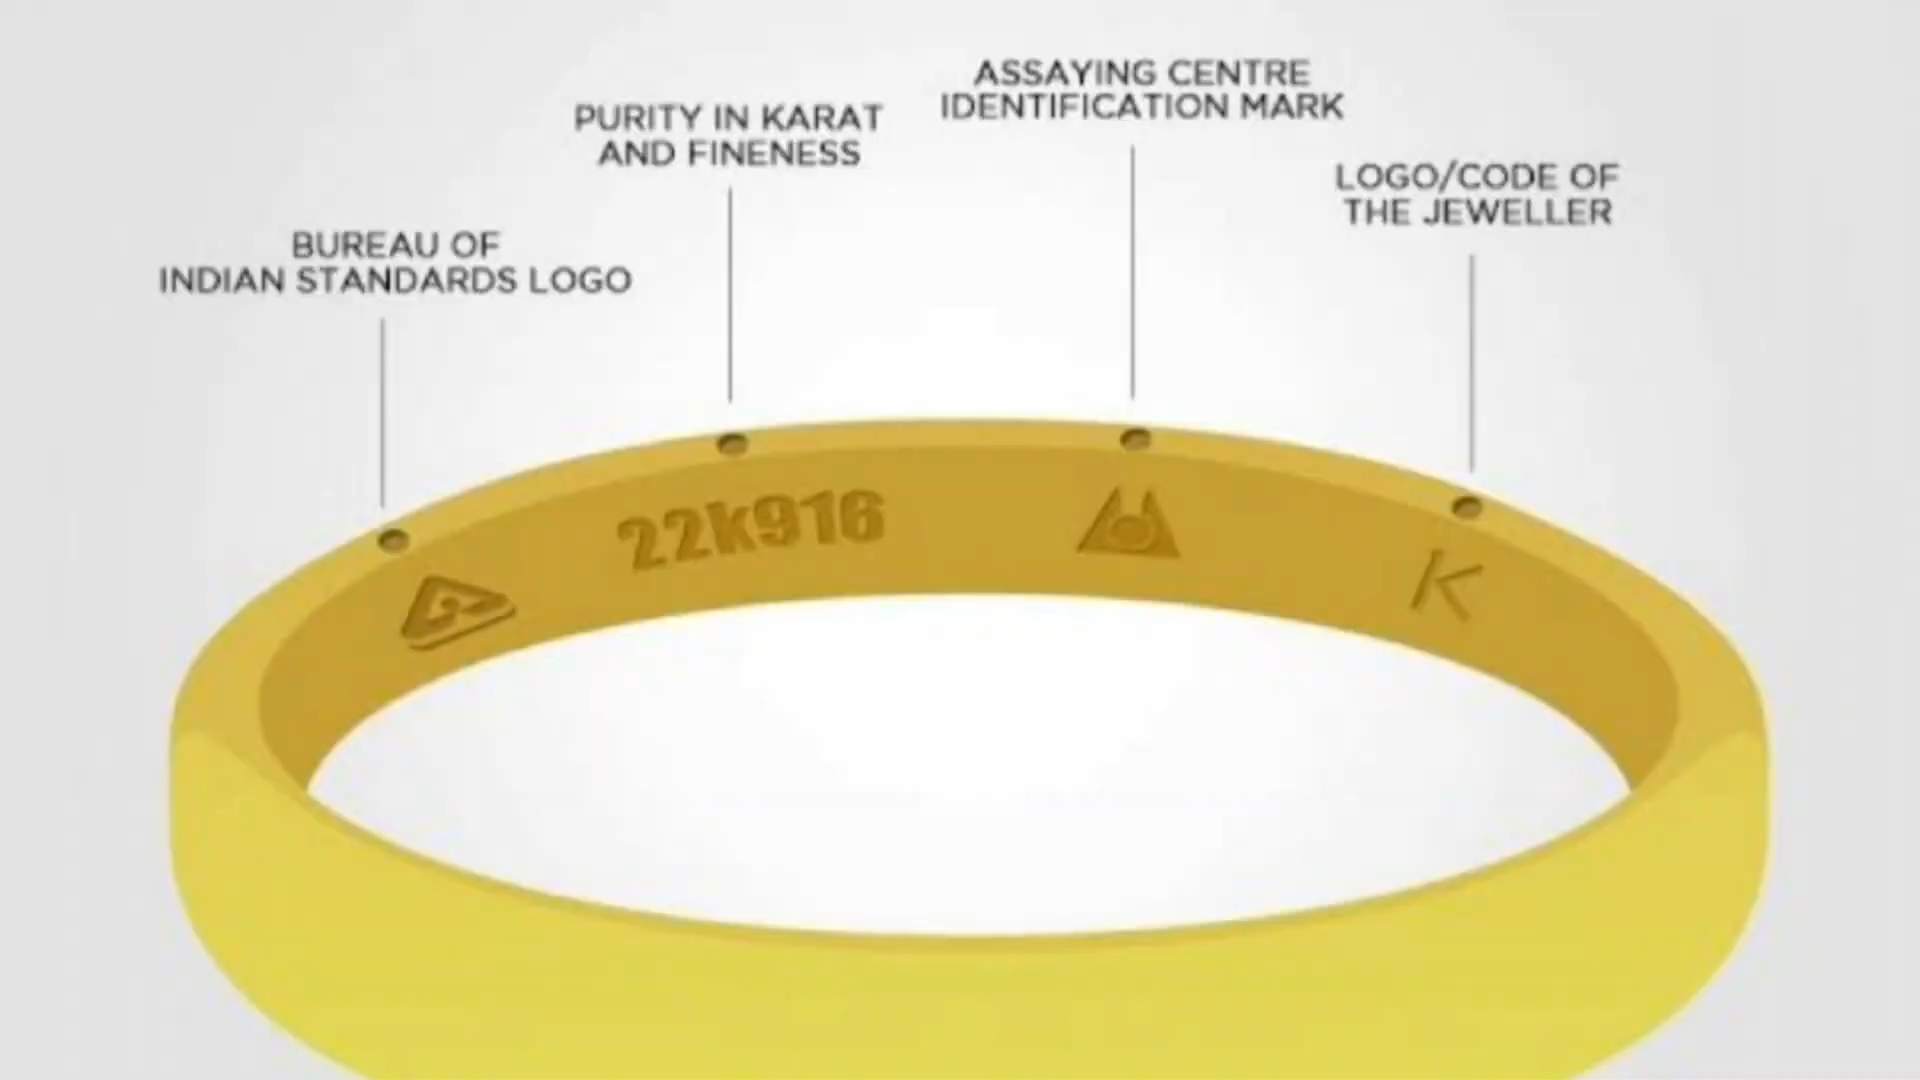 ASSAYING CENTRE
IDENTIFICATION MARK
PURITY IN KARAT
AND FINENESS
LOGO/CODE OF
THE JEWELLER
BUREAU OF
INDIAN STANDARDS LOGO
22k916
K